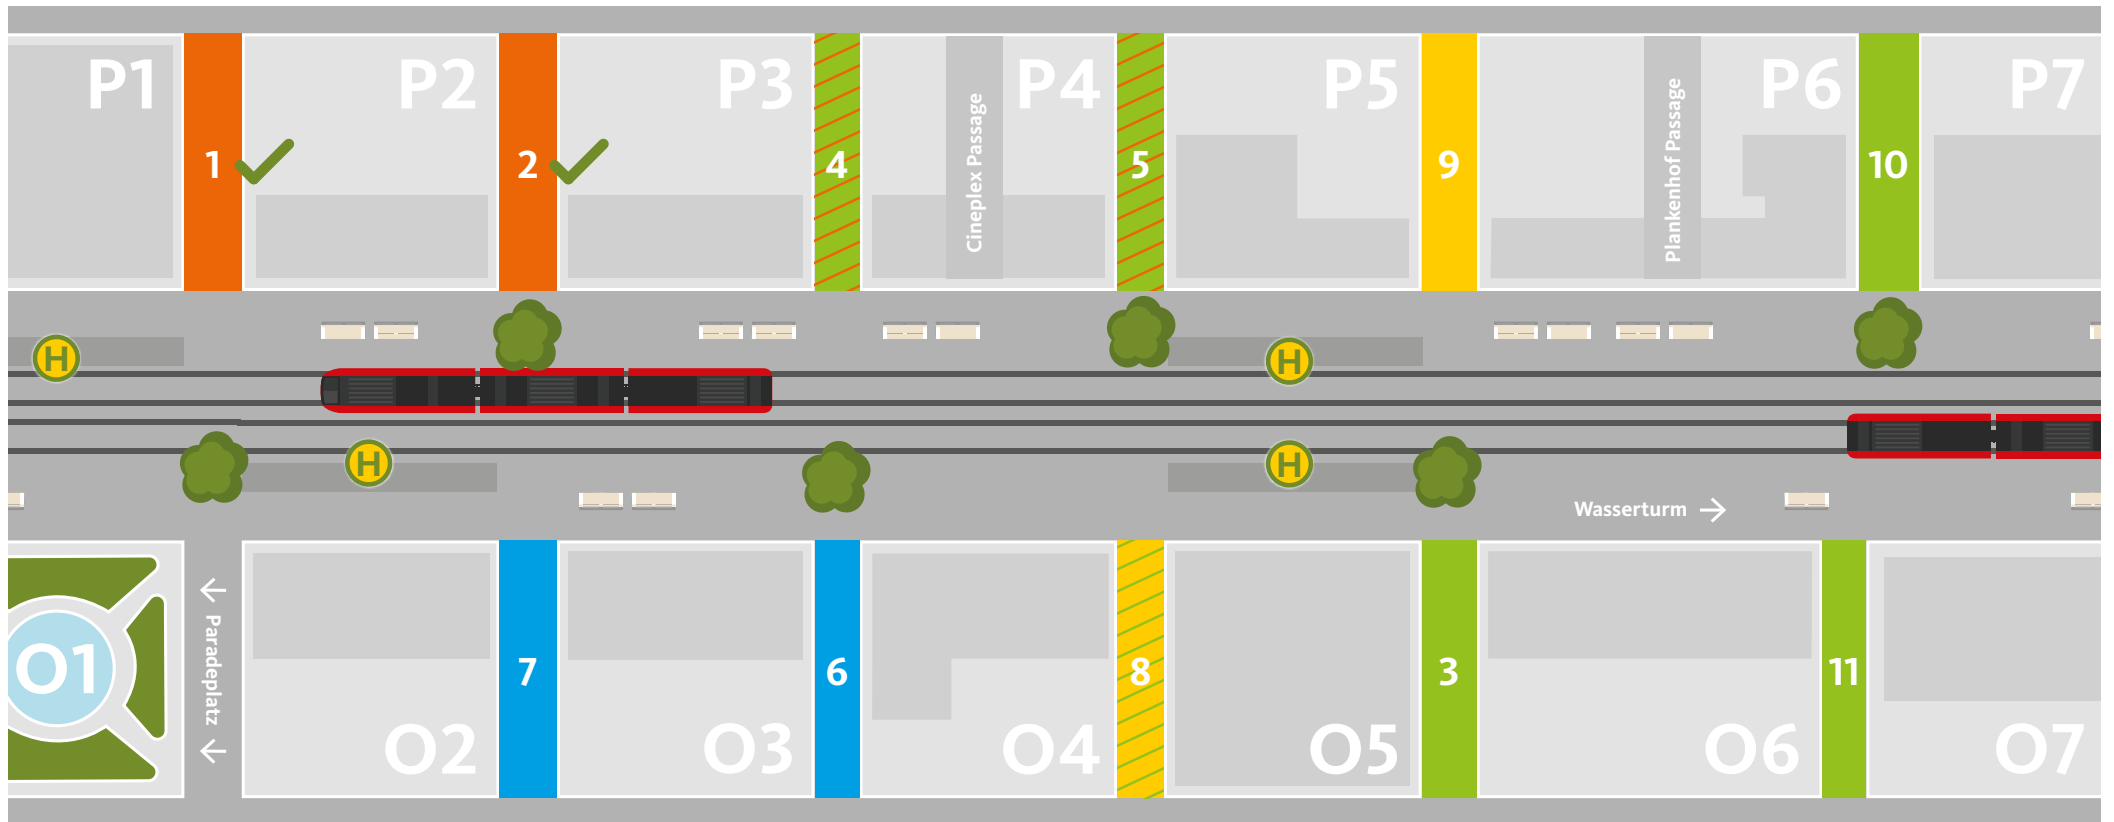 P1
P2
P3
P4
P5
P6
P7
1
2
4
Cineplex Passage
5
9
Plankenhof Passage
10
H
H
H
H
Wasserturm →
← Paradeplatz ←
O1
7
6
8
3
11
O2
O3
O4
O5
O6
O7